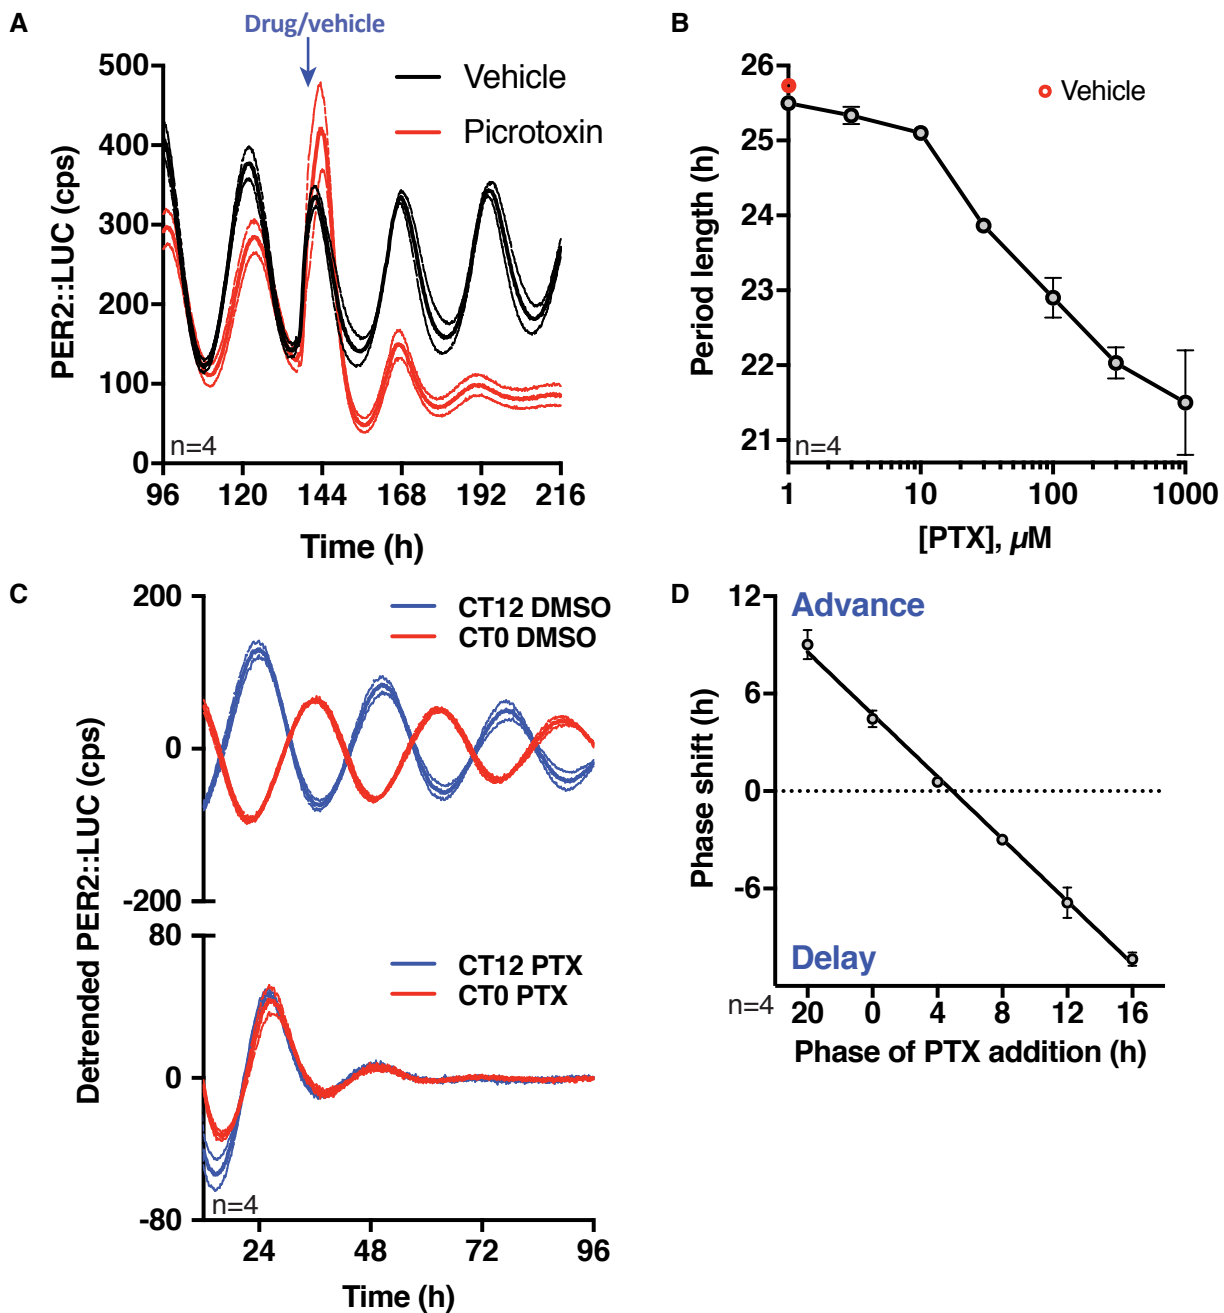 A
Drug/vehicle
500
400
300
200
100
0
PER2::LUC (cps)
Vehicle
Picrotoxin
n=4
96
120
144
168
192
216
Time (h)
B
26
25
24
23
22
21
Period length (h)
Vehicle
n=4
1
10
100
1000
[PTX], µM
C
200
0
-200
CT12 DMSO
CT0 DMSO
Detrended PER2::LUC (cps)
80
0
-80
CT12 PTX
CT0 PTX
n=4
24
48
72
96
Time (h)
D
12
6
0
-6
Phase shift (h)
Advance
Delay
n=4
20
0
4
8
12
16
Phase of PTX addition (h)